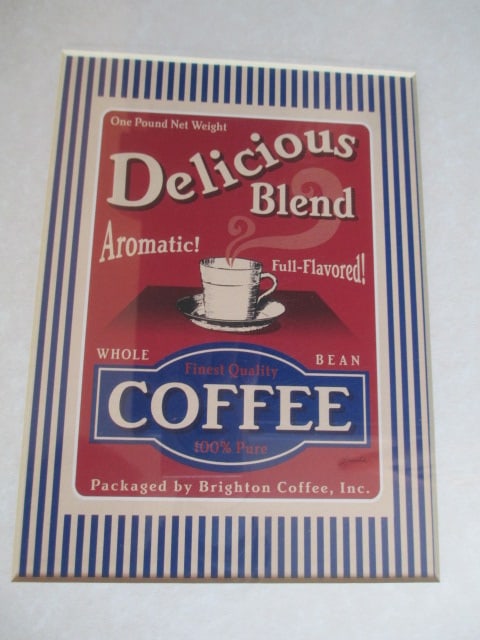 One Pound Net Weight
Delicious
Blend
Aromatic!
Full-Flavored!
WHOLE BEAN
Finest Quality
COFFEE
100% Pure
Packaged by Brighton Coffee, Inc.